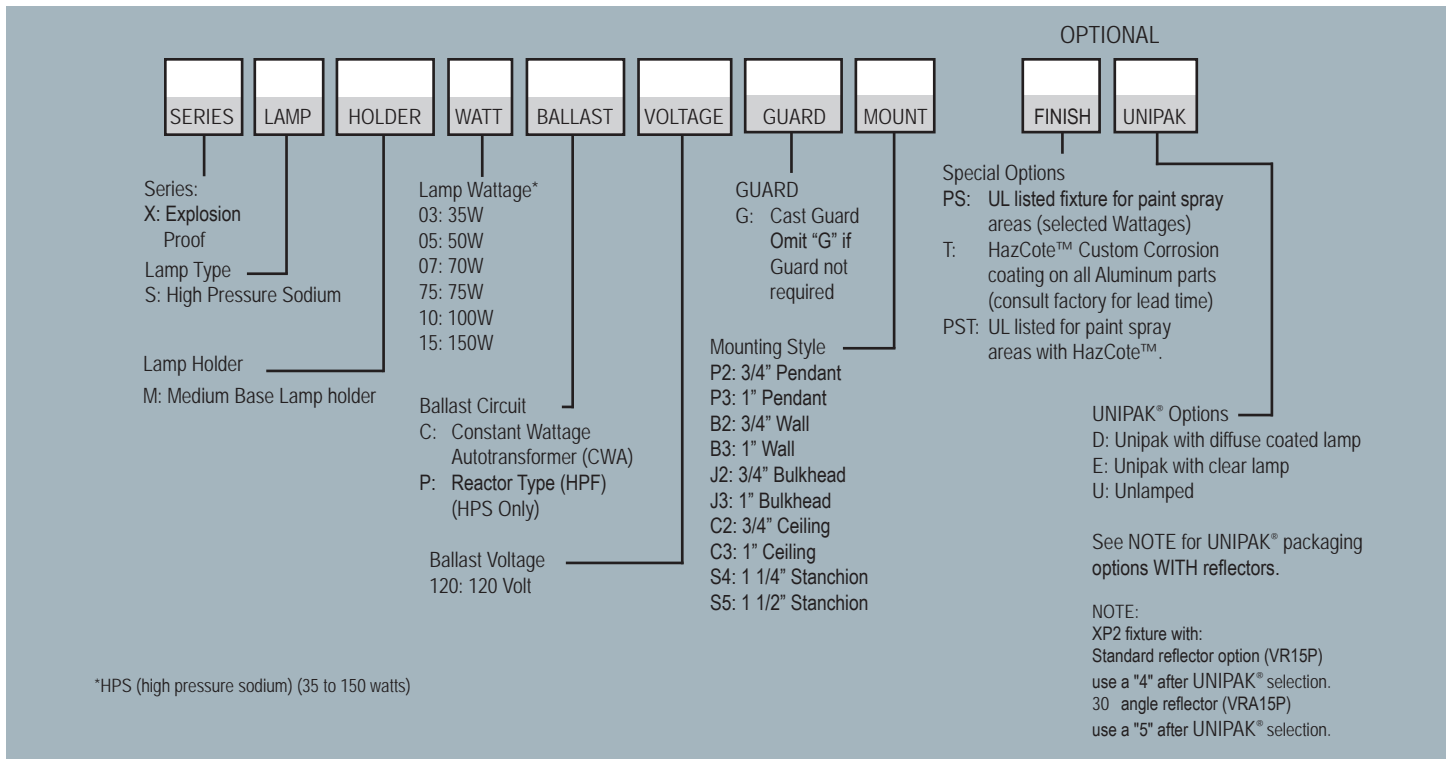 OPTIONAL
SERIES LAMP HOLDER WATT BALLAST VOLTAGE GUARD MOUNT FINISH UNIPAK
Series:
X: Explosion
Proof
Lamp Type
S: High Pressure Sodium
Lamp Holder
M: Medium Base Lamp holder
Lamp Wattage*
03: 35W
05: 50W
07: 70W
75: 75W
10: 100W
15: 150W
Ballast Circuit
C: Constant Wattage
Autotransformer (CWA)
P: Reactor Type (HPF)
(HPS Only)
Ballast Voltage
120: 120 Volt
GUARD
G: Cast Guard
Omit “G” if
Guard not
required
Mounting Style
P2: 3/4” Pendant
P3: 1” Pendant
B2: 3/4” Wall
B3: 1” Wall
J2: 3/4” Bulkhead
J3: 1” Bulkhead
C2: 3/4” Ceiling
C3: 1” Ceiling
S4: 1 1/4” Stanchion
S5: 1 1/2” Stanchion
Special Options
PS: UL listed fixture for paint spray
areas (selected Wattages)
T: HazCote™ Custom Corrosion
coating on all Aluminum parts
(consult factory for lead time)
PST: UL listed for paint spray
areas with HazCote™.
UNIPAK® Options
D: Unipak with diffuse coated lamp
E: Unipak with clear lamp
U: Unlamped
See NOTE for UNIPAK® packaging
options WITH reflectors.
NOTE:
XP2 fixture with:
Standard reflector option (VR15P)
use a "4" after UNIPAK® selection.
30 angle reflector (VRA15P)
use a "5" after UNIPAK® selection.
*HPS (high pressure sodium) (35 to 150 watts)